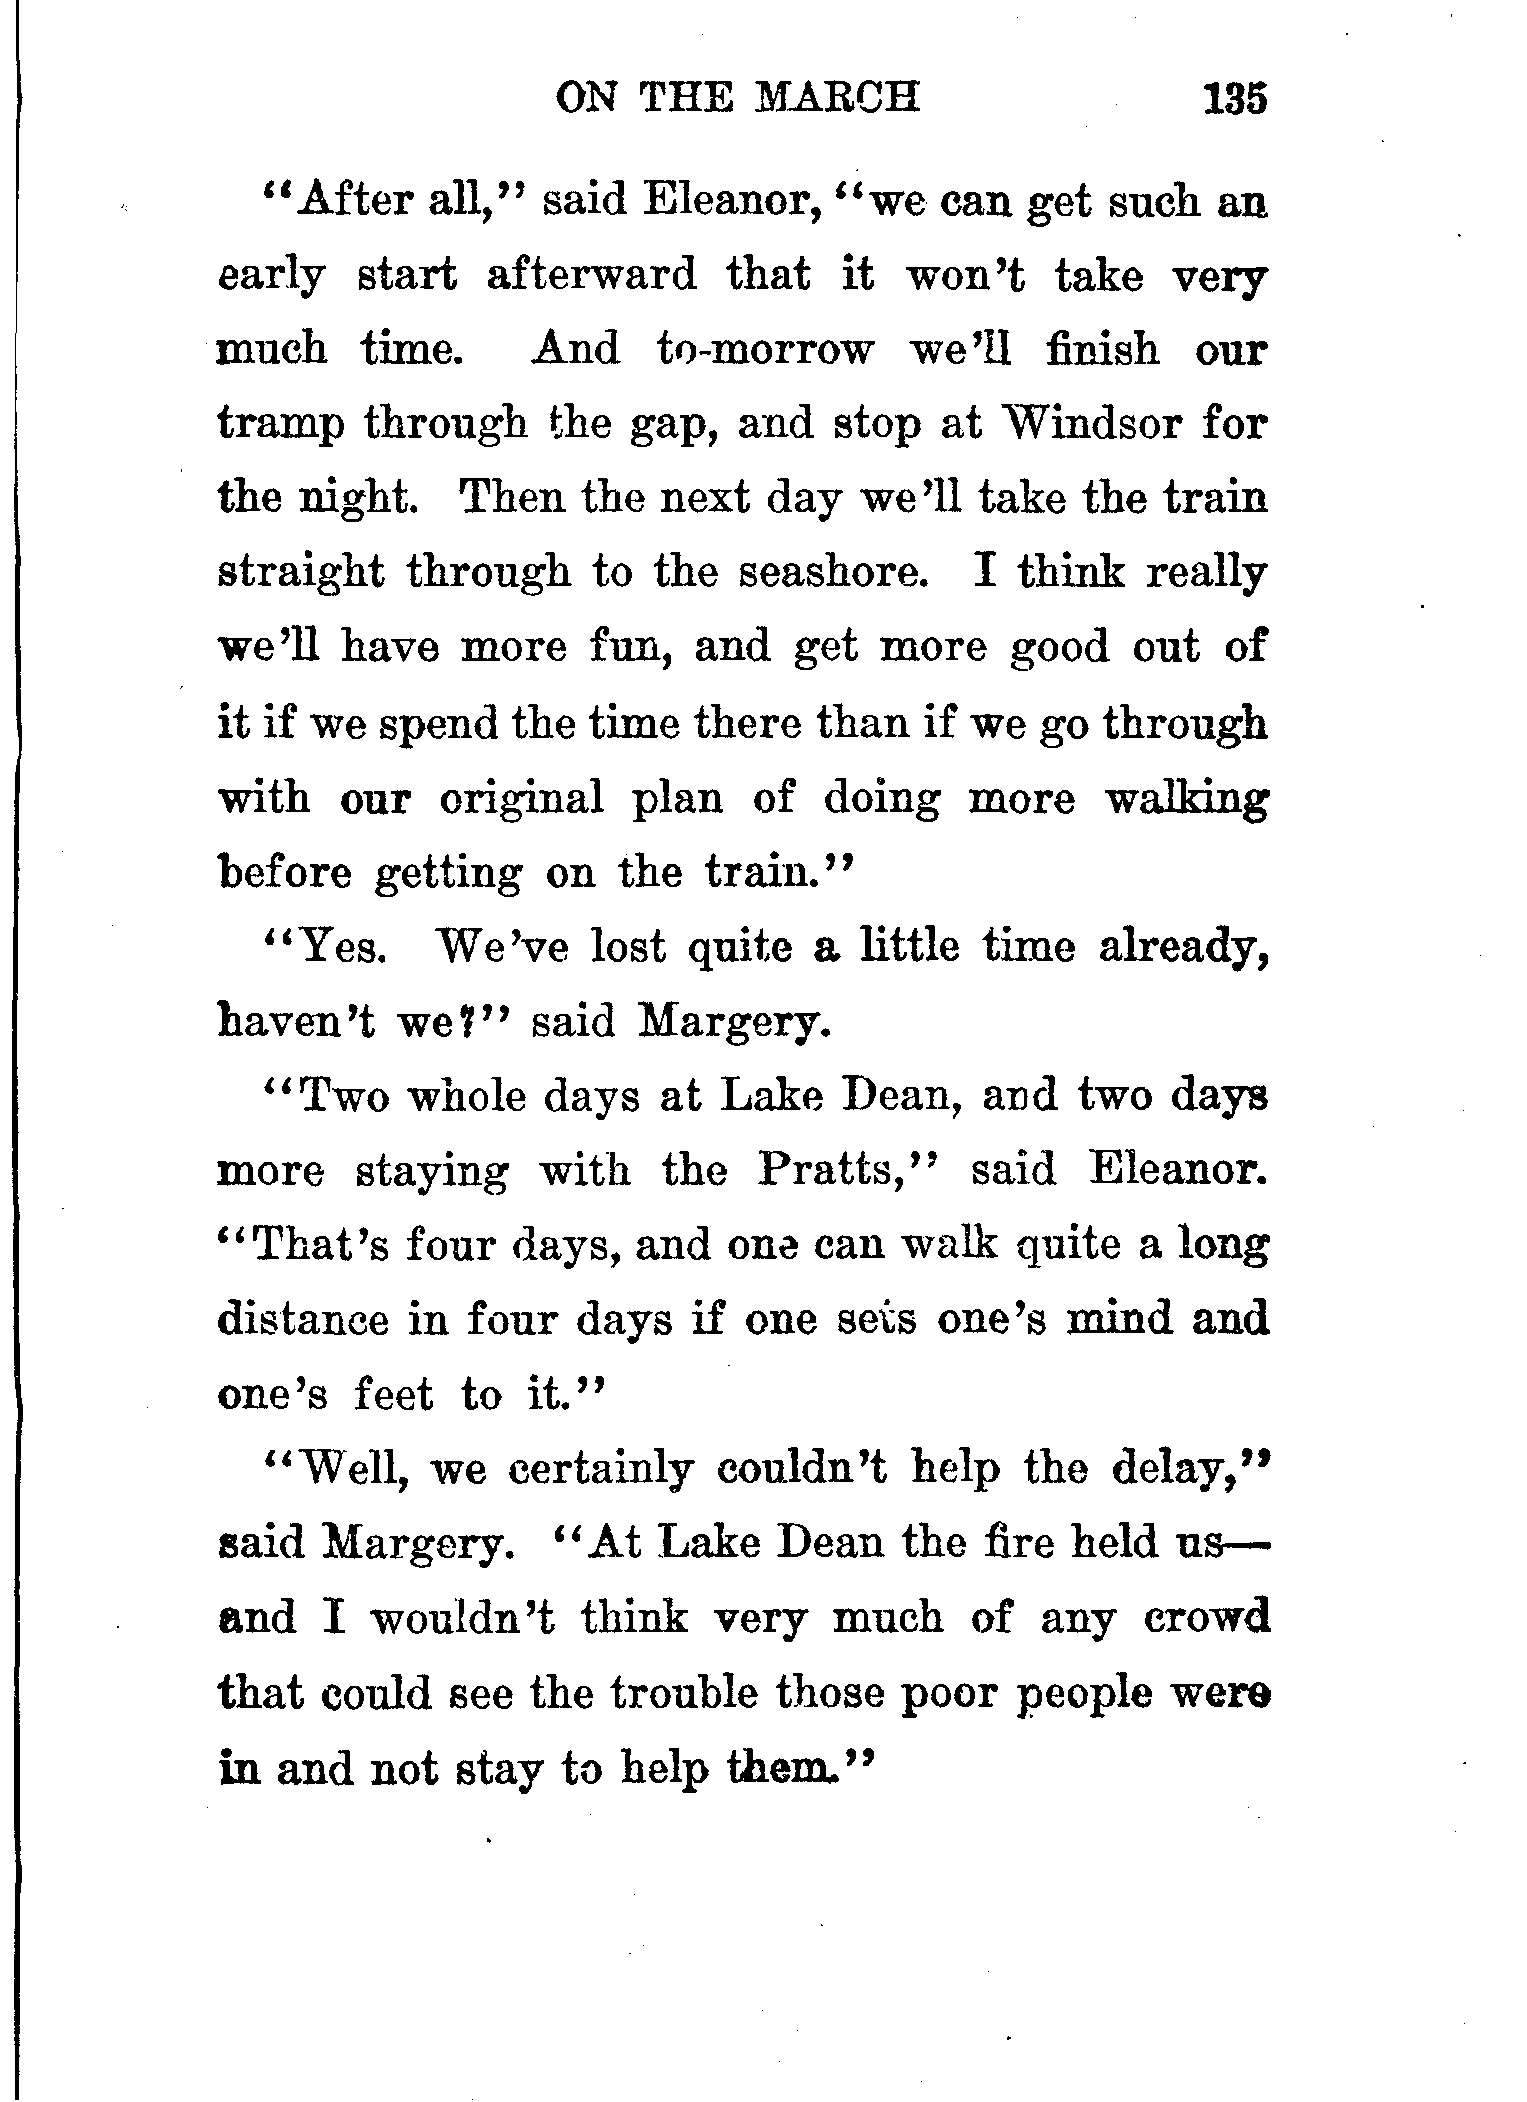 ON THE MARCH 135
“After all,” said Eleanor, “we can get such an
early start afterward that it won't take very
much time. And to-morrow we'll finish our
tramp through the gap, and stop at Windsor for
the night. Then the next day we'll take the train
straight through to the seashore. I think really
we'll have more fun, and get more good out of
it if we spend the time there than if we go through
with our original plan of doing more walking
before getting on the train.”
“Yes. We've lost quite a little time already,
haven't we?” said Margery.
“Two whole days at Lake Dean, and two days
more staying with the Pratts,” said Eleanor.
“That's four days, and one can walk quite a long
distance in four days if one sets one's mind and
one's feet to it.”
“Well, we certainly couldn't help the delay,”
said Margery. “At Lake Dean the fire held us—
and I wouldn't think very much of any crowd
that could see the trouble those poor people were
in and not stay to help them.”